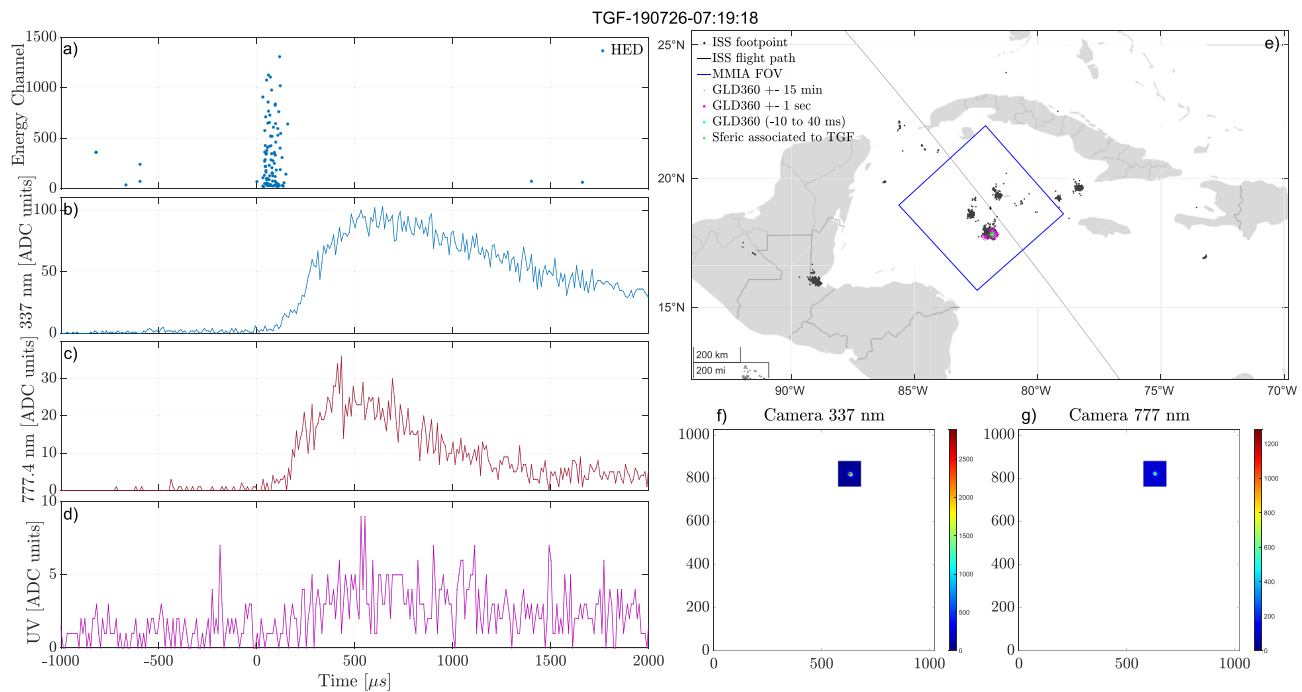 TGF-190726-07:19:18
a)
HED
Energy Channel
1500
1000
500
0
b)
337 nm [ADC units]
100
50
0
c)
777.4 nm [ADC units]
30
20
10
0
d)
UV [ADC units]
10
5
0
-1000 -500 0 500 1000 1500 2000
Time [µs]
e)
ISS footpoint
ISS flight path
MMIA FOV
GLD360 +- 15 min
GLD360 +- 1 sec
GLD360 (-10 to 40 ms)
Sferic associated to TGF
25°N
20°N
15°N
200 km
200 mi
90°W 85°W 80°W 75°W 70°W
f) Camera 337 nm
1000
800
600
400
200
0
0 500 1000
2500
2000
1500
1000
500
0
g) Camera 777 nm
1000
800
600
400
200
0
0 500 1000
1200
1000
800
600
400
200
0